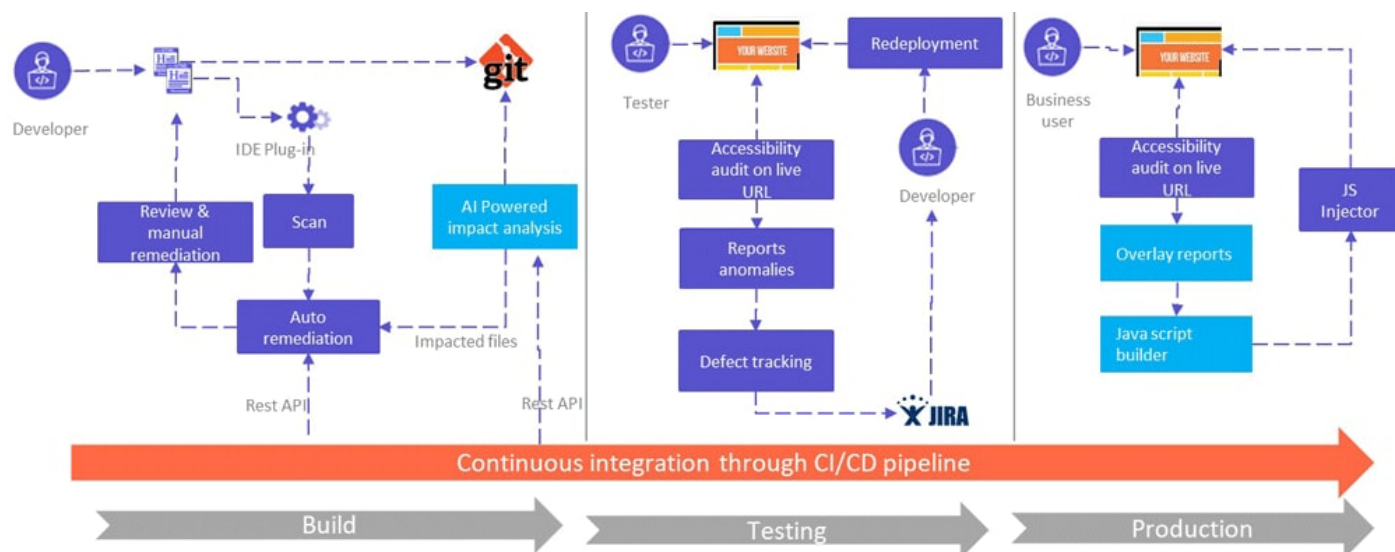 Developer
git
IDE Plug-in
Review &
manual
remediation
Scan
AI Powered
impact analysis
Auto
remediation
Impacted files
Rest API
Rest API
Tester
YOUR WEBSITE
Redeployment
Accessibility
audit on live
URL
Developer
Reports
anomalies
Defect tracking
JIRA
Business
user
YOUR WEBSITE
Accessibility
audit on live
URL
JS
Injector
Overlay reports
Java script
builder
Continuous integration through CI/CD pipeline
Build
Testing
Production